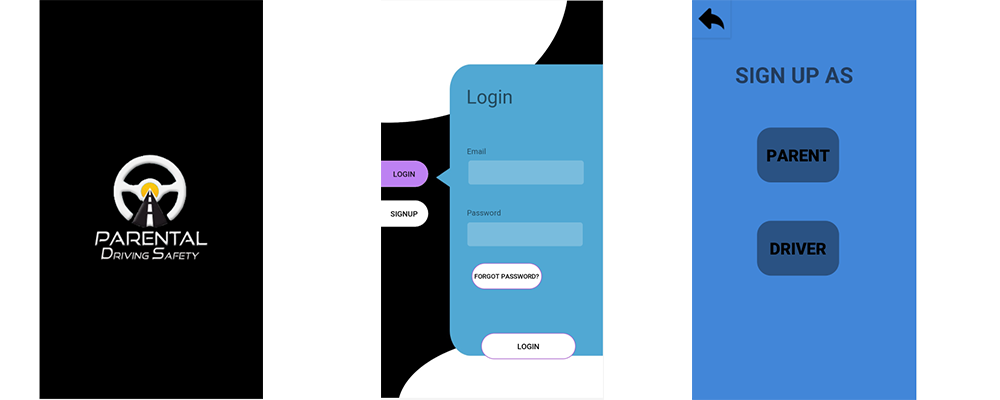 PARENTAL
DRIVING SAFETY
Login
Email
LOGIN
SIGNUP
Password
FORGOT PASSWORD?
LOGIN
SIGN UP AS
PARENT
DRIVER